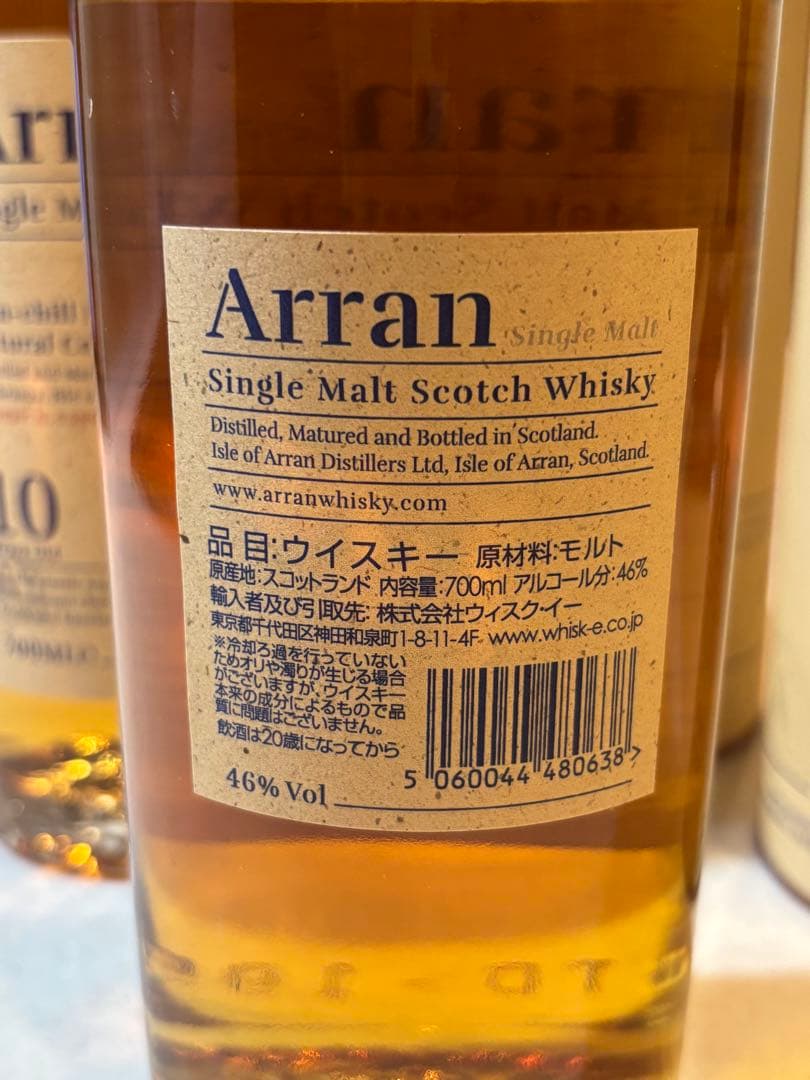 Arran Single Malt
Single Malt Scotch Whisky
Distilled, Matured and Bottled in Scotland.
Isle of Arran Distillers Ltd, Isle of Arran, Scotland.
www.arranwhisky.com
品目:ウイスキー 原材料:モルト
原産地:スコットランド 内容量:700ml アルコール分:46%
輸入者及び引取先: 株式会社ウィスク・イー
東京都千代田区神田和泉町1-8-11-4F www.whisk-e.co.jp
※冷却ろ過を行っていない
ためオリや濁りが生じる場合
がございますが、ウイスキー
本来の成分によるもので品
質に問題はございません。
飲酒は20歳になってから
5 060044 480638 >
46% Vol
10